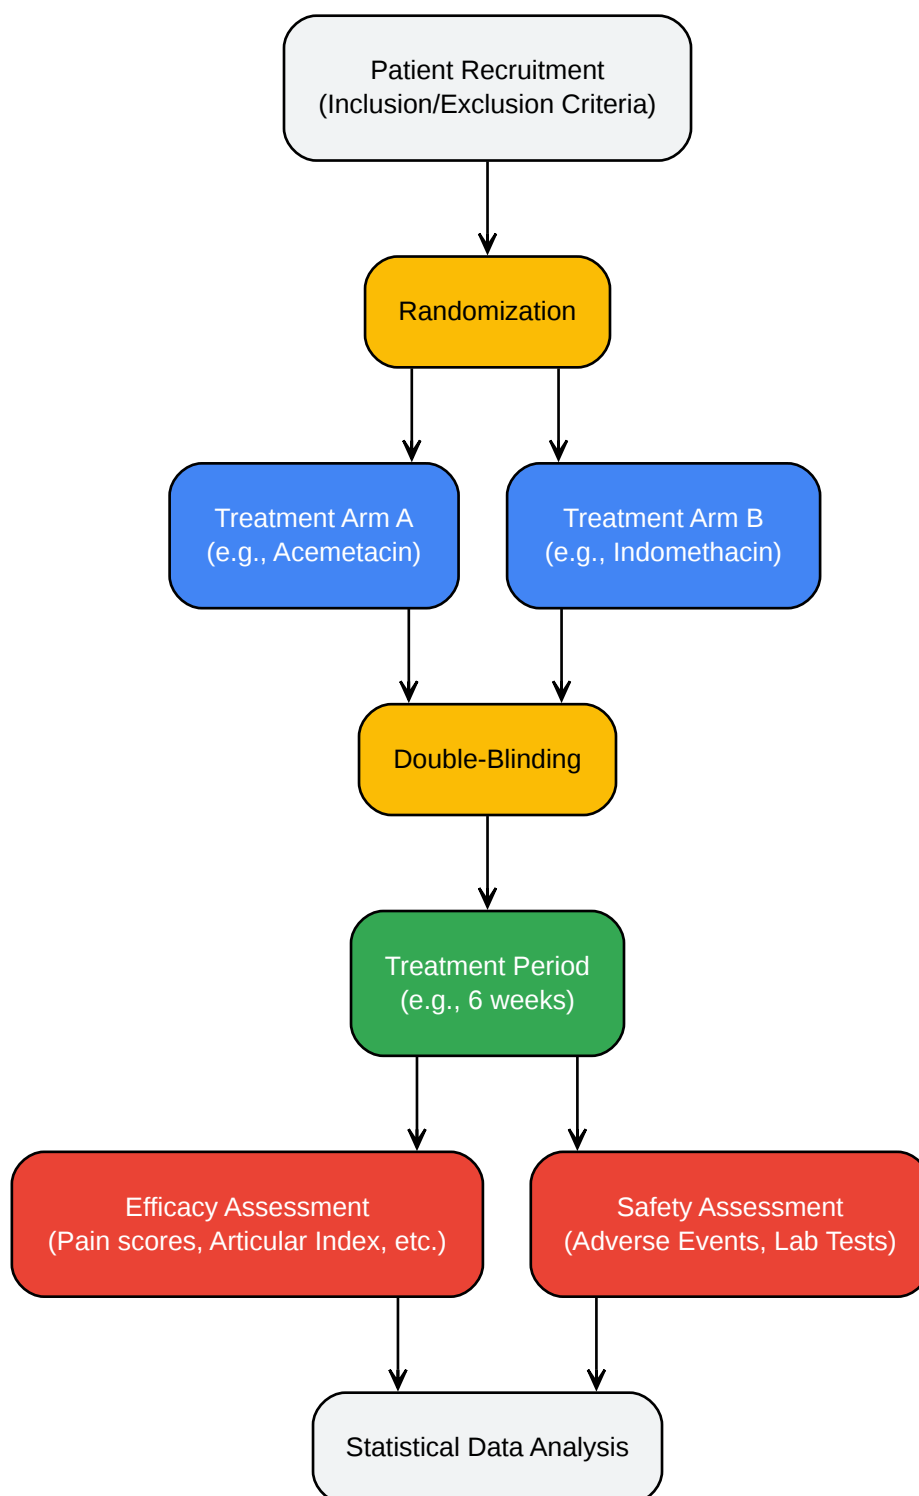 Patient Recruitment
(Inclusion/Exclusion Criteria)
Randomization
Treatment Arm A
(e.g., Acemetacin)
Treatment Arm B
(e.g., Indomethacin)
Double-Blinding
Treatment Period
(e.g., 6 weeks)
Efficacy Assessment
(Pain scores, Articular Index, etc.)
Safety Assessment
(Adverse Events, Lab Tests)
Statistical Data Analysis